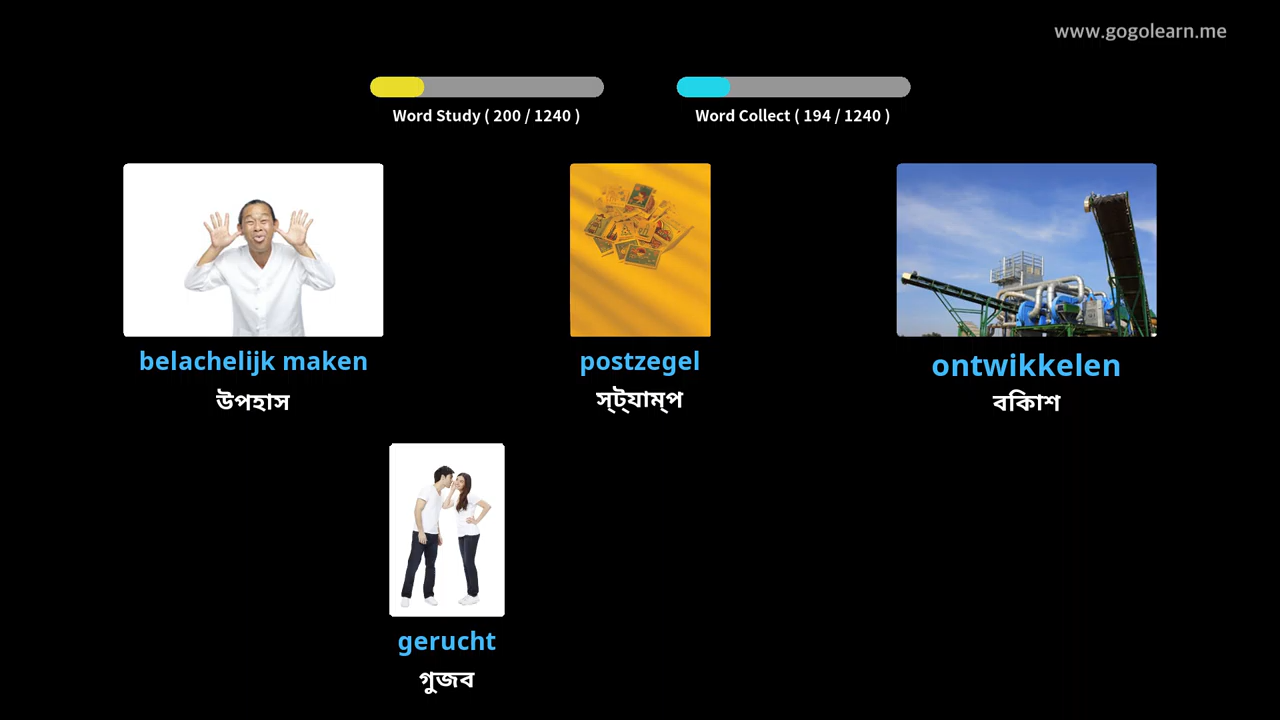 www.gogolearn.me
Word Study ( 200 / 1240 )
Word Collect ( 194 / 1240 )
belachelijk maken
উপহাস
postzegel
স্ট্যাম্প
ontwikkelen
বিকাশ
gerucht
গুজব